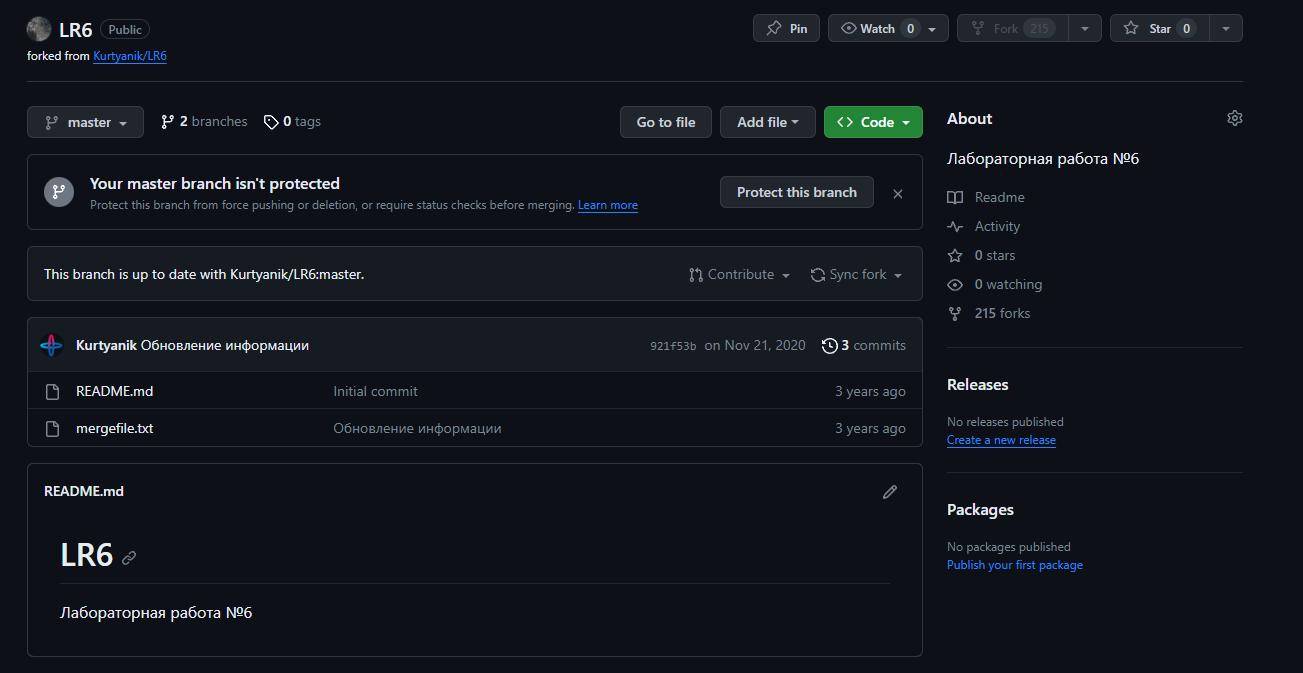 LR6 Public Pin Watch 0 Fork 215 Star 0
forked from Kurtyanik/LR6
master 2 branches 0 tags Go to file Add file Code
Your master branch isn't protected
Protect this branch from force pushing or deletion, or require status checks before merging. Learn more
Protect this branch
This branch is up to date with Kurtyanik/LR6:master. Contribute Sync fork
Kurtyanik Обновление информации 921f53b on Nov 21, 2020 3 commits
README.md Initial commit 3 years ago
mergefile.txt Обновление информации 3 years ago
README.md
LR6
Лабораторная работа №6
About
Лабораторная работа №6
Readme
Activity
0 stars
0 watching
215 forks
Releases
No releases published
Create a new release
Packages
No packages published
Publish your first package